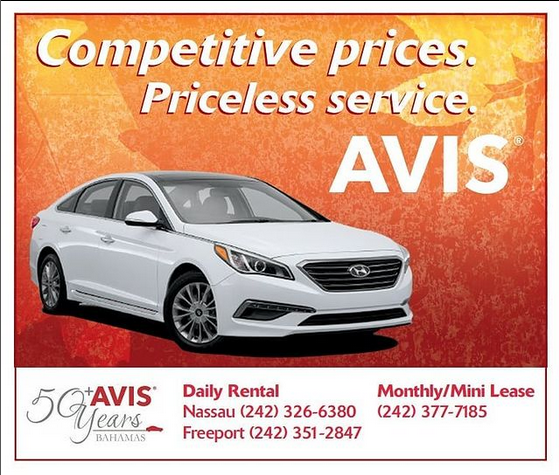 Competitive prices.
Priceless service.
AVIS®
50+ AVIS®
Years
BAHAMAS
Daily Rental
Nassau (242) 326-6380
Freeport (242) 351-2847
Monthly/Mini Lease
(242) 377-7185